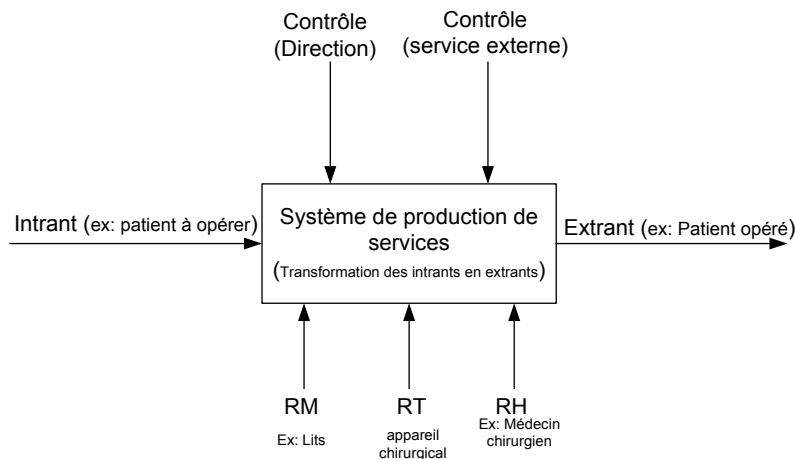 Contrôle
(Direction)
Contrôle
(service externe)
Intrant (ex: patient à opérer)
Système de production de
services
(Transformation des intrants en extrants)
Extrant (ex: Patient opéré)
RM
Ex: Lits
RT
appareil
chirurgical
RH
Ex: Médecin
chirurgien